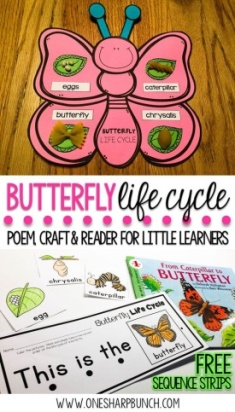 eggs
caterpillar
butterfly
chrysalis
BUTTERFLY
LIFE CYCLE
BUTTERFLY life cycle
POEM, CRAFT & READER FOR LITTLE LEARNERS
chrysalis
caterpillar
From Caterpillar to
BUTTERFLY
Butterfly Life Cycle
This is the
butterfly
FREE
SEQUENCE STRIPS
WWW.ONESHARPBUNCH.COM